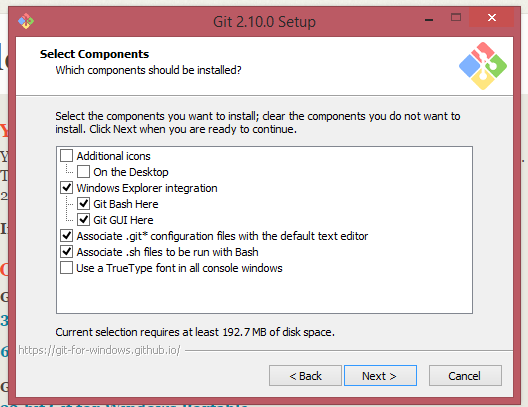 Git 2.10.0 Setup
Select Components
Which components should be installed?
Select the components you want to install; clear the components you do not want to
install. Click Next when you are ready to continue.
Additional icons
On the Desktop
Windows Explorer integration
Git Bash Here
Git GUI Here
Associate .git* configuration files with the default text editor
Associate .sh files to be run with Bash
Use a TrueType font in all console windows
Current selection requires at least 192.7 MB of disk space.
https://git-for-windows.github.io/
< Back
Next >
Cancel